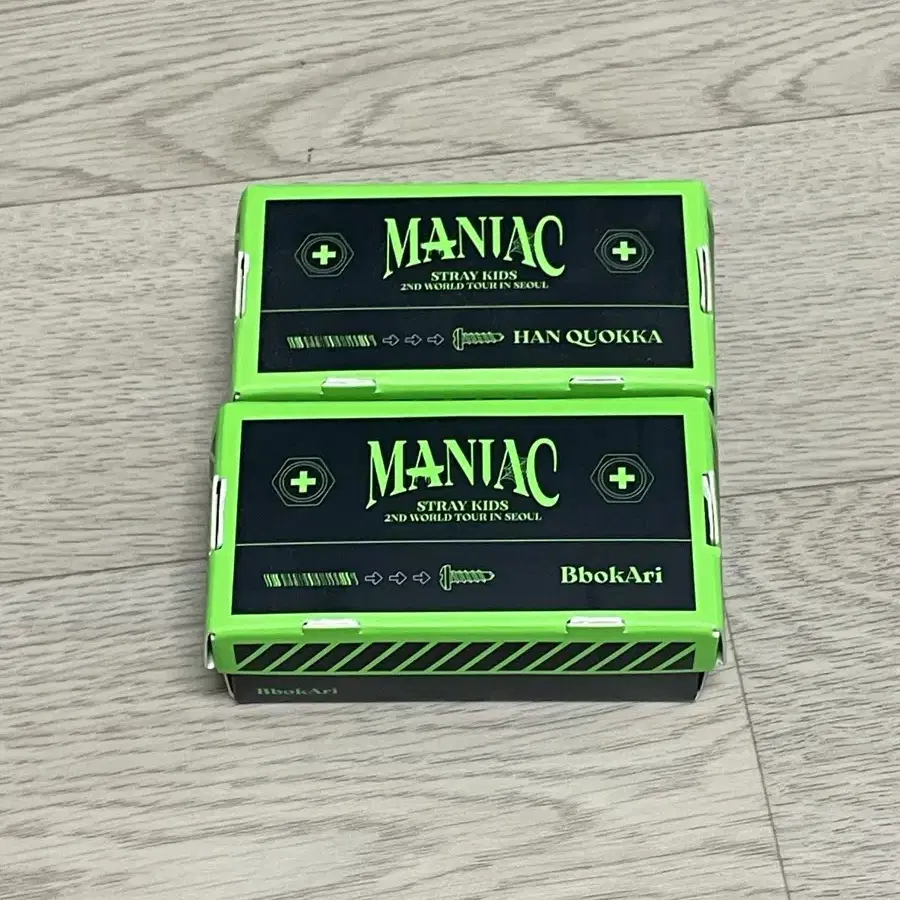 MANIAC
STRAY KIDS
2ND WORLD TOUR IN SEOUL
HAN QUOKKA
MANIAC
STRAY KIDS
2ND WORLD TOUR IN SEOUL
BbokAri
BbokAri